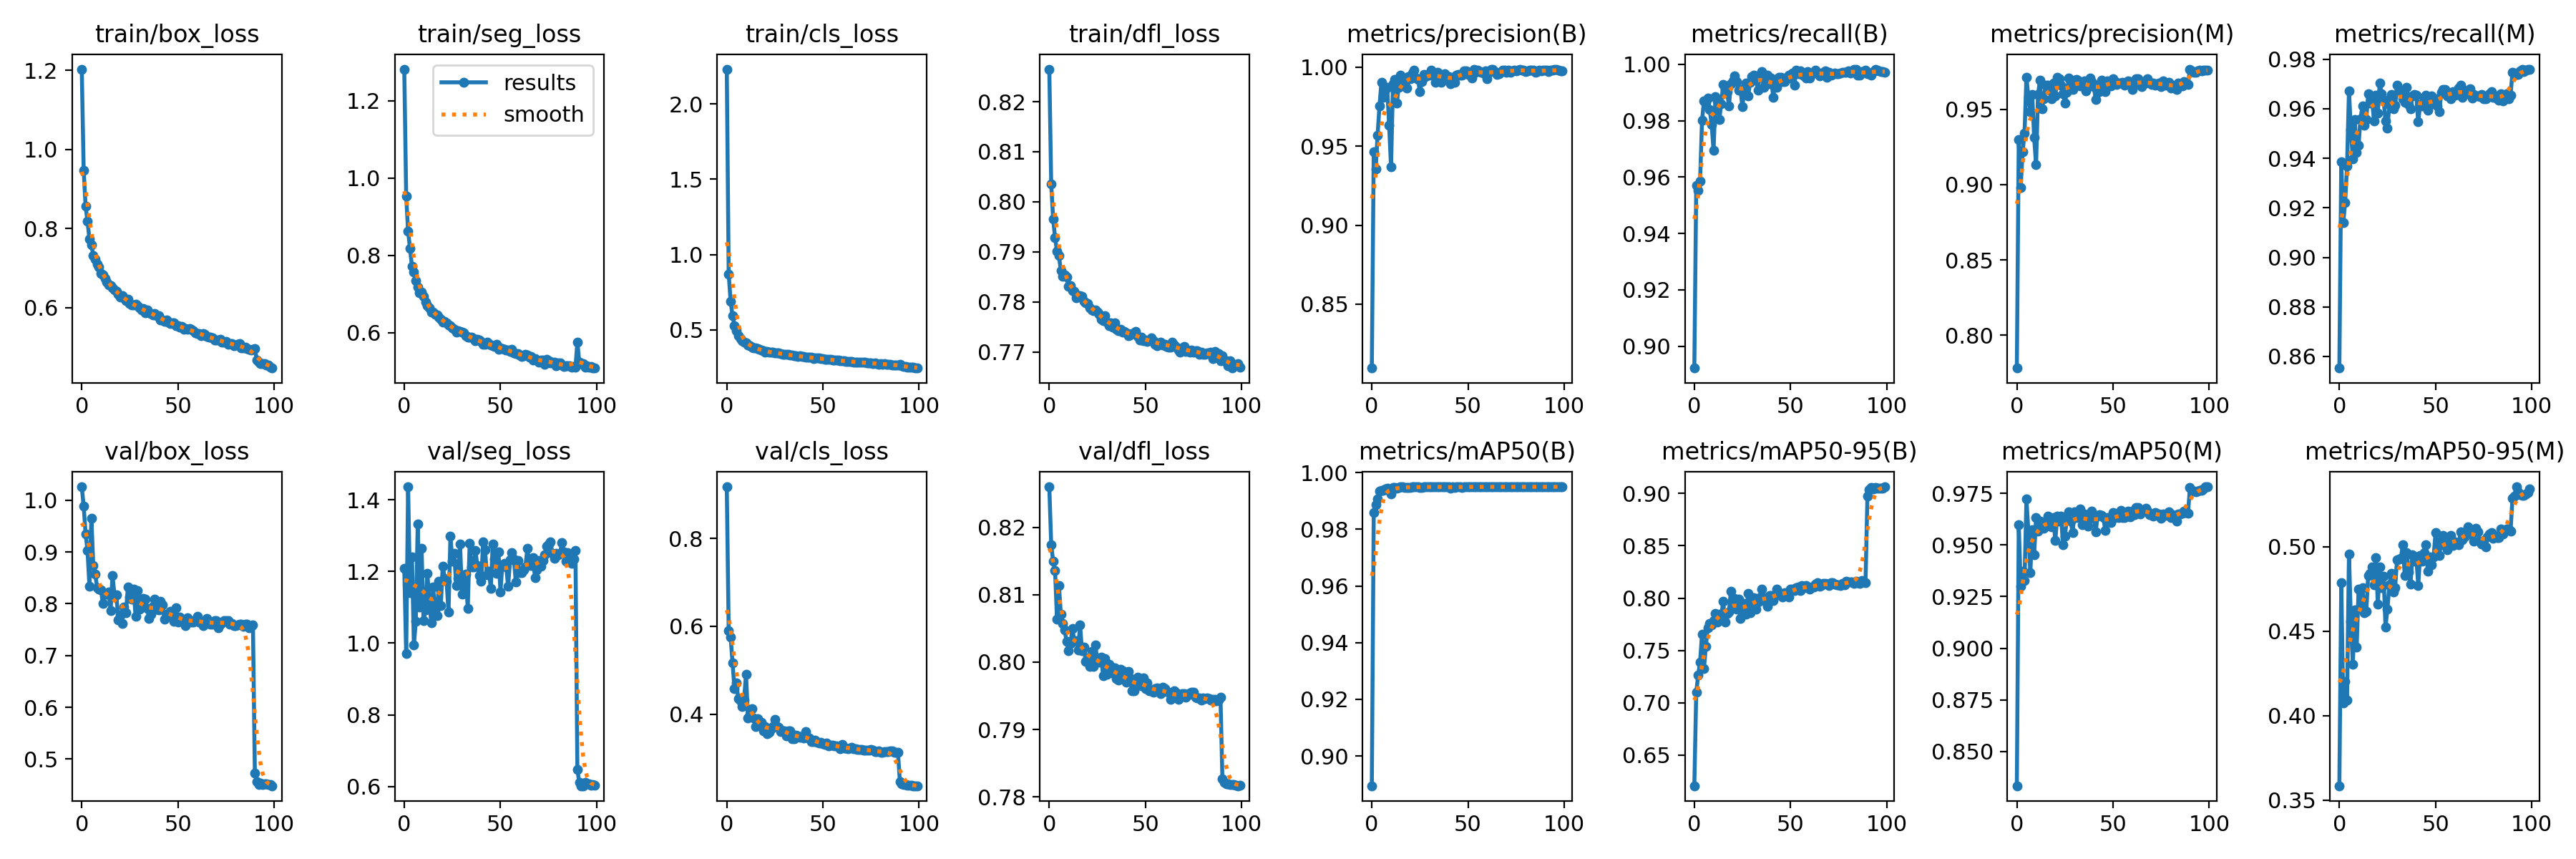 train/box_loss
train/seg_loss
train/cls_loss
train/dfl_loss
metrics/precision(B)
metrics/recall(B)
metrics/precision(M)
metrics/recall(M)
1.2
1.0
0.8
0.6
0 50 100
results
smooth
1.2
1.0
0.8
0.6
0 50 100
2.0
1.5
1.0
0.5
0 50 100
0.82
0.81
0.80
0.79
0.78
0.77
0 50 100
1.00
0.95
0.90
0.85
0 50 100
1.00
0.98
0.96
0.94
0.92
0.90
0 50 100
0.95
0.90
0.85
0.80
0 50 100
0.98
0.96
0.94
0.92
0.90
0.88
0.86
0 50 100
val/box_loss
val/seg_loss
val/cls_loss
val/dfl_loss
metrics/mAP50(B)
metrics/mAP50-95(B)
metrics/mAP50(M)
metrics/mAP50-95(M)
1.0
0.9
0.8
0.7
0.6
0.5
0 50 100
1.4
1.2
1.0
0.8
0.6
0 50 100
0.8
0.6
0.4
0 50 100
0.82
0.81
0.80
0.79
0.78
0 50 100
1.00
0.98
0.96
0.94
0.92
0.90
0 50 100
0.90
0.85
0.80
0.75
0.70
0.65
0 50 100
0.975
0.950
0.925
0.900
0.875
0.850
0 50 100
0.50
0.45
0.40
0.35
0 50 100